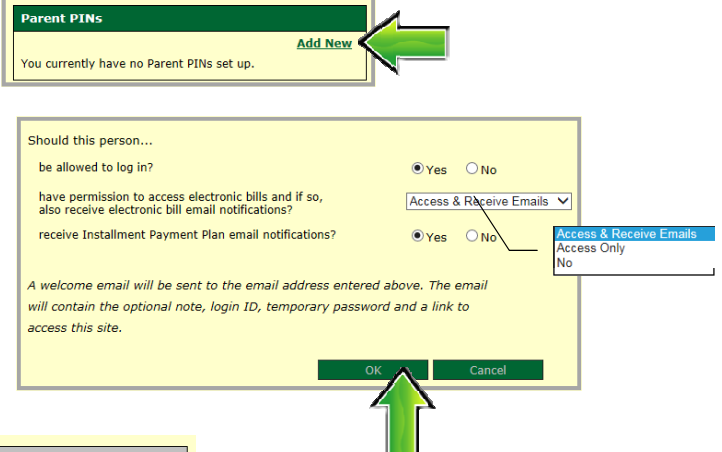 Parent PINs
Add New
You currently have no Parent PINs set up.
Should this person...
be allowed to log in?
Yes No
have permission to access electronic bills and if so,
also receive electronic bill email notifications?
Access & Receive Emails
receive Installment Payment Plan email notifications?
Yes No
Access & Receive Emails
Access Only
No
A welcome email will be sent to the email address entered above. The email
will contain the optional note, login ID, temporary password and a link to
access this site.
OK Cancel